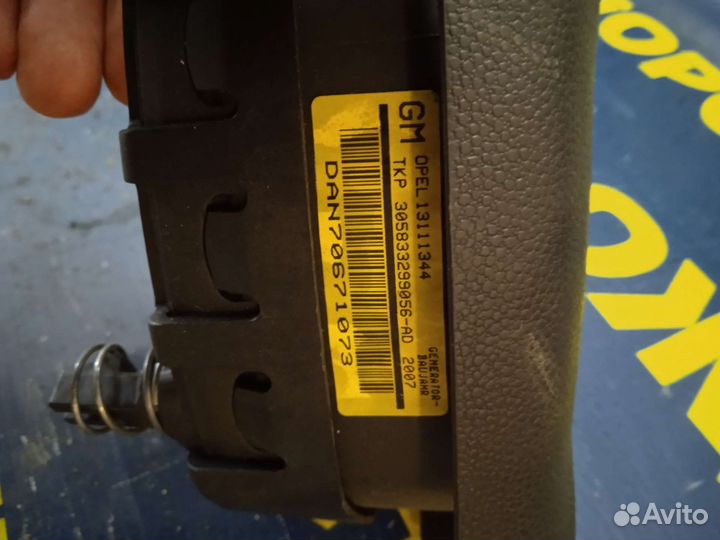 GM
OPEL 13111344
TKP 305833299056-AD
GENERATOR-
BAUJAHR
2007
DAN70671073
Avito